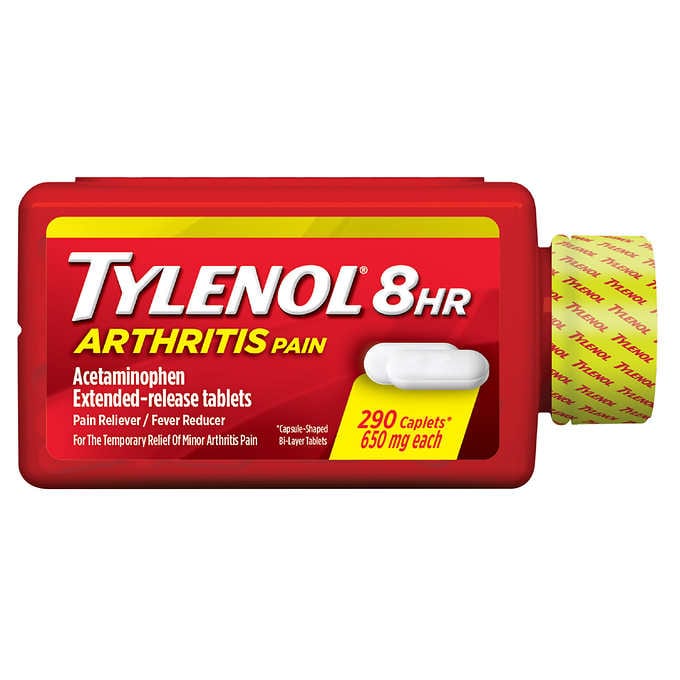 TYLENOL® 8HR
ARTHRITIS PAIN
Acetaminophen
Extended-release tablets
Pain Reliever / Fever Reducer
For The Temporary Relief Of Minor Arthritis Pain
*Capsule-Shaped
Bi-Layer Tablets
290 Caplets*
650 mg each
TYLENOL TYLENOL TYLENOL